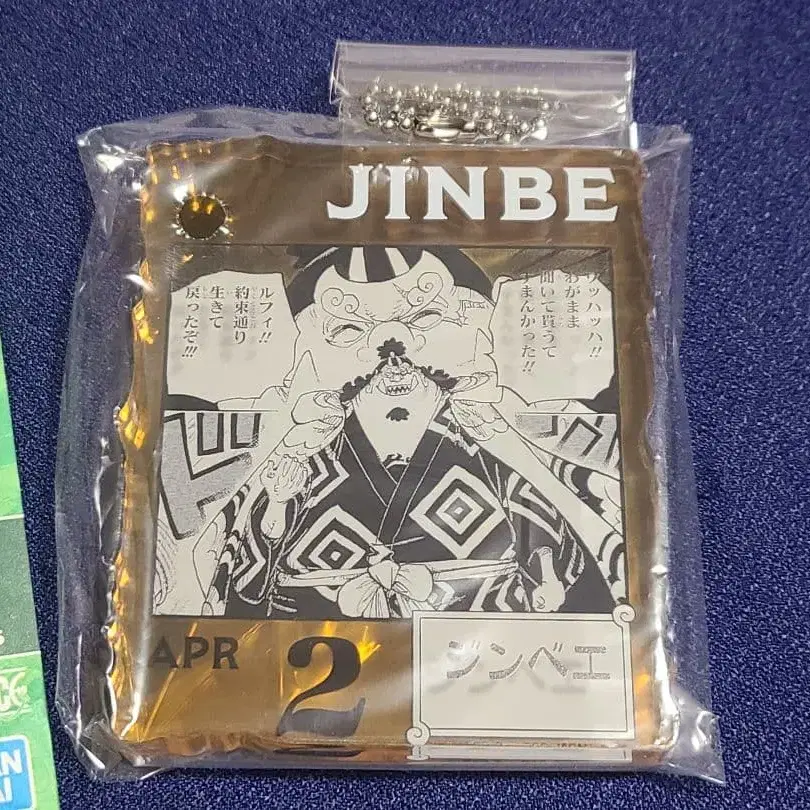 JINBE
ワッハッハ!!
わがまま
聞いて貰うて
すまんかった!!
ルフィ!!
約束通り
生きて
戻ったぞ!!!
APR
2
ジンベエ